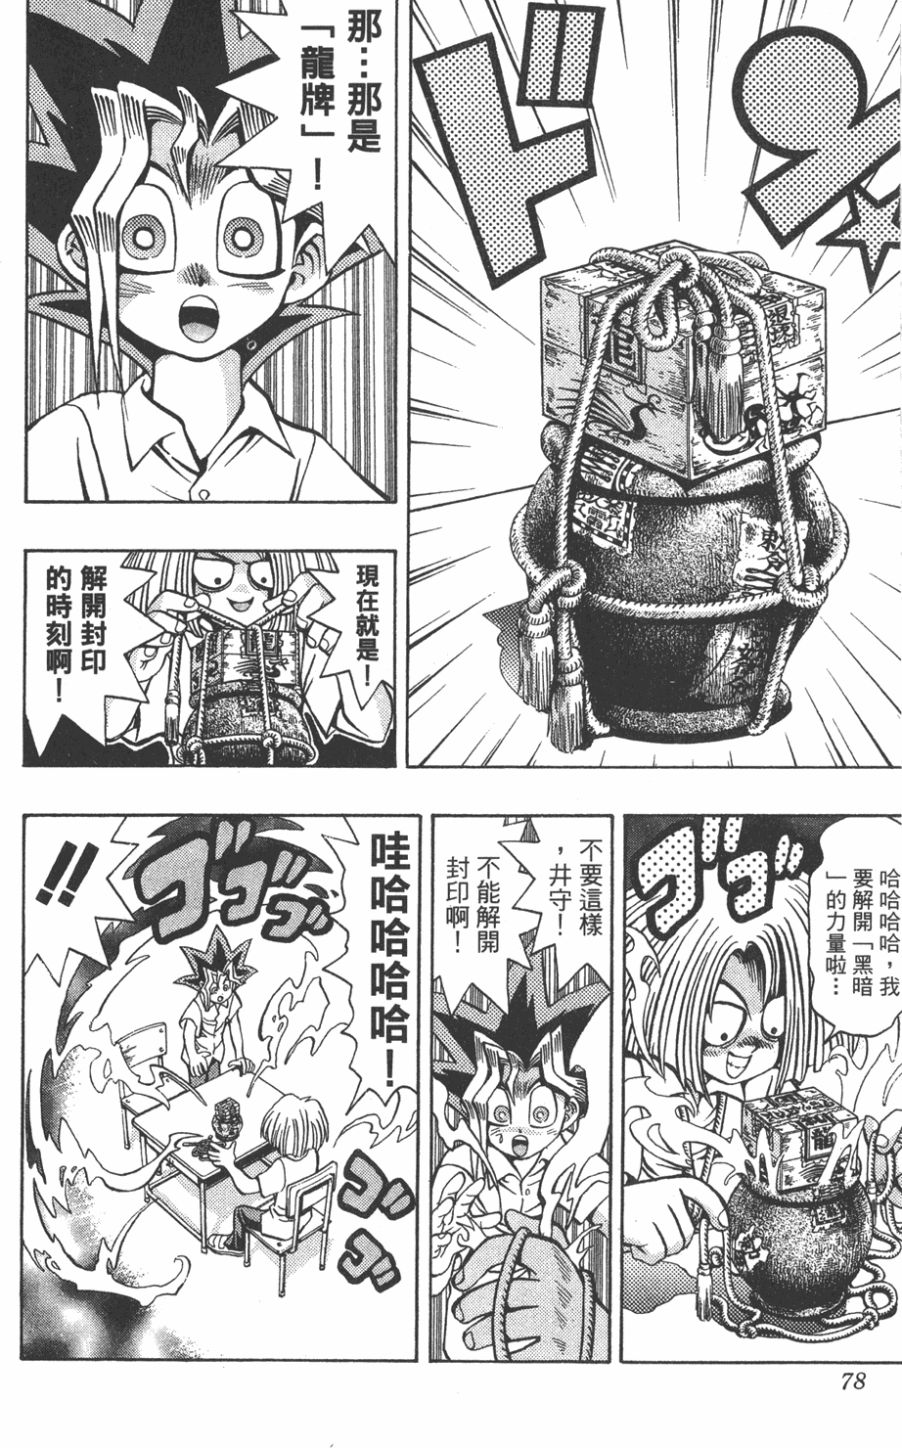 ドン☆
龍
那…那是
「龍牌」！
現在就是！
解開封印
的時刻啊！
哈哈哈哈，我
要解開「黑暗
」的力量啦…
ゴゴ
龍
不要這樣
，井守！
不能解開
封印啊！
哇哈哈哈哈！
ゴゴゴ
!!
ゴゴゴ
78